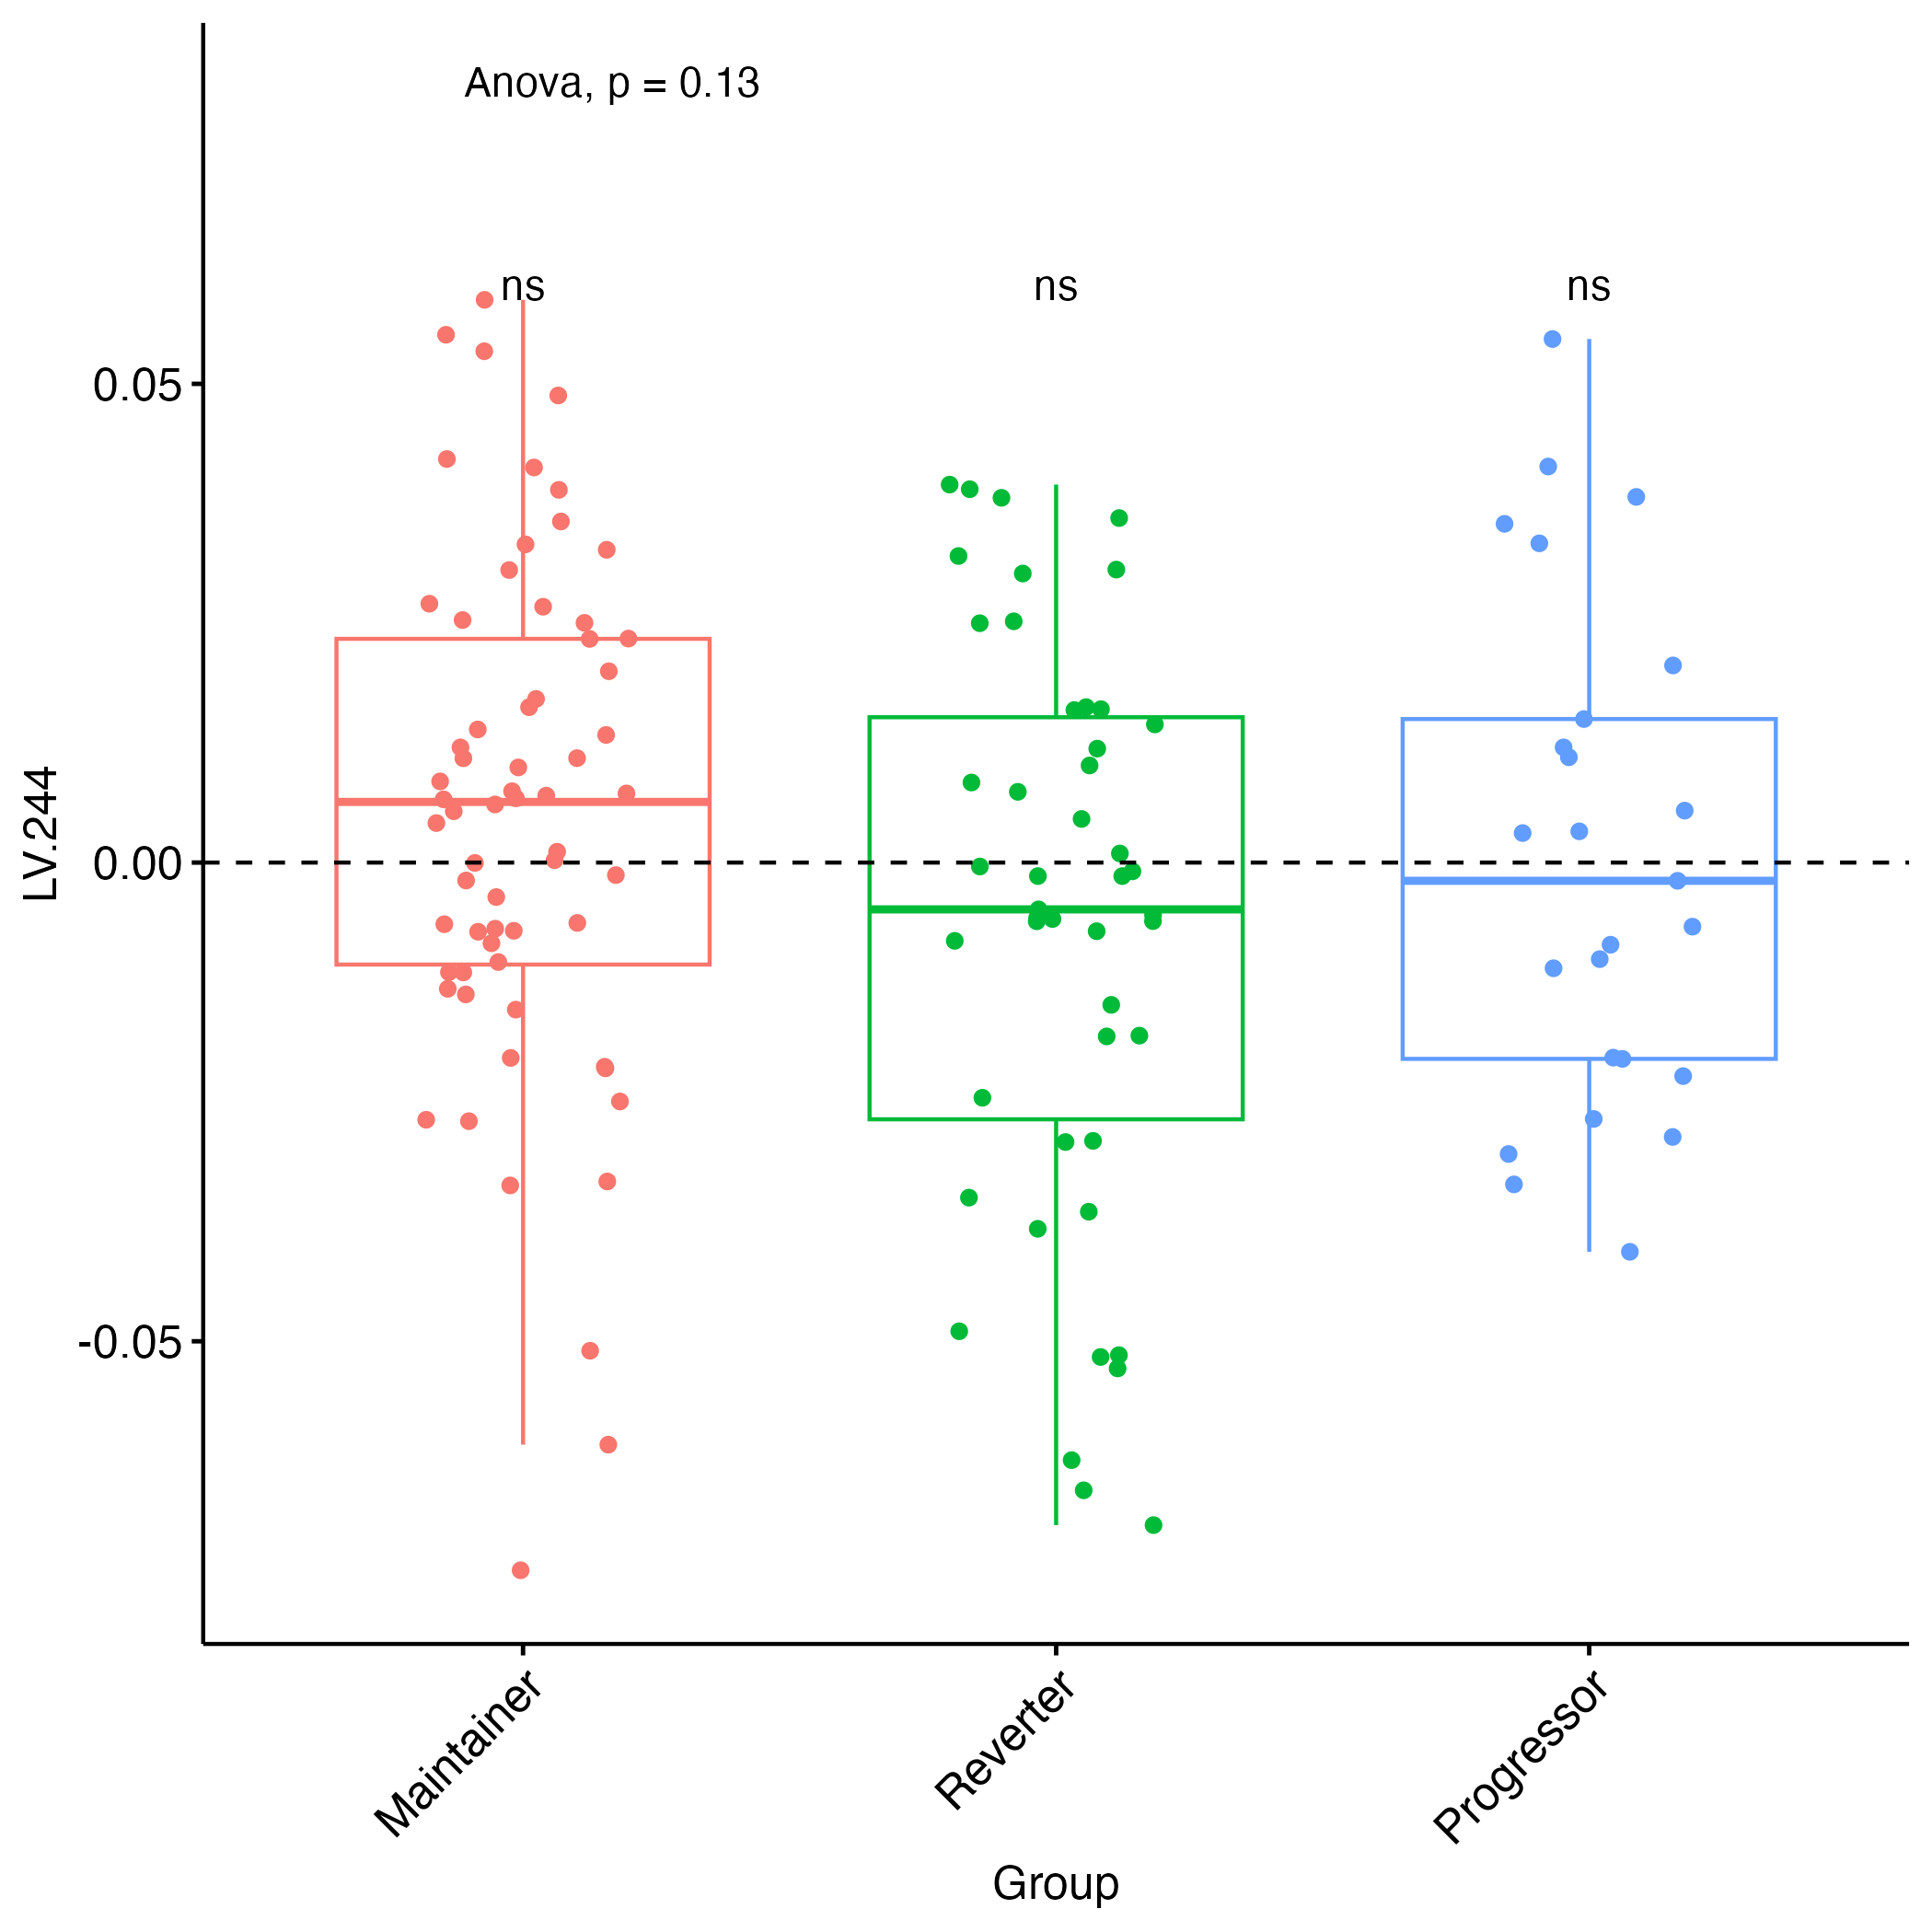 Anova, p = 0.13
ns ns ns
0.05
0.00
-0.05
LV.244
Maintainer Reverter Progressor
Group